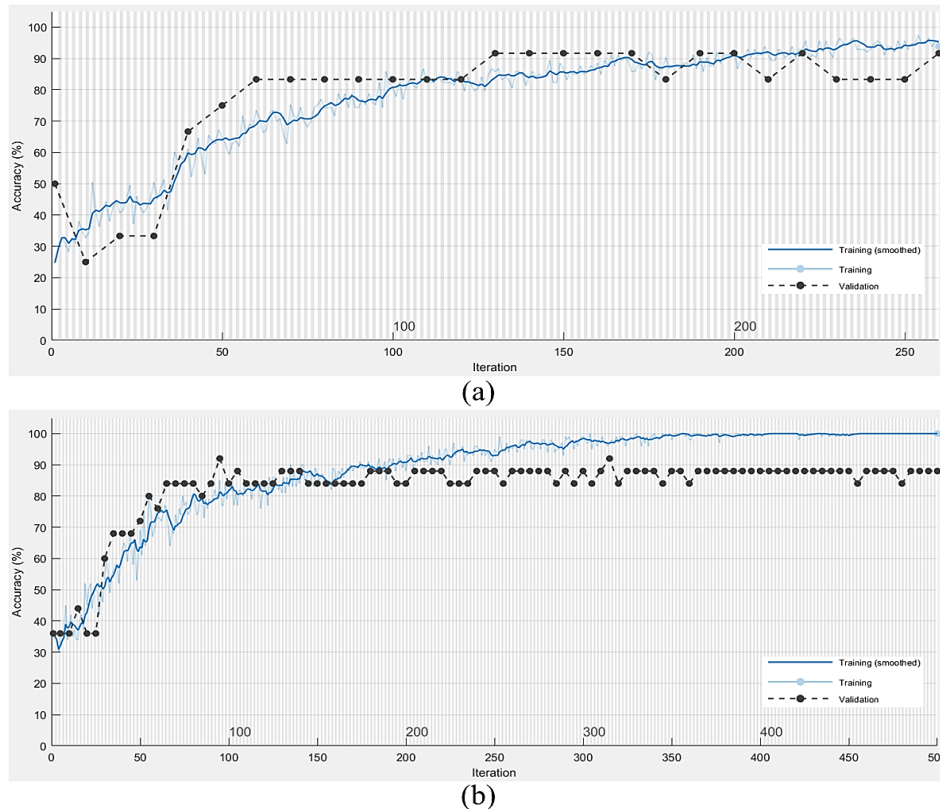 100
90
80
70
60
50
40
30
20
10
0
Accuracy (%)
Training (smoothed)
Training
Validation
100 200
0 50 100 150 200 250
Iteration
(a)
100
90
80
70
60
50
40
30
20
10
0
Accuracy (%)
Training (smoothed)
Training
Validation
100 200 300 400
0 50 100 150 200 250 300 350 400 450 50
Iteration
(b)